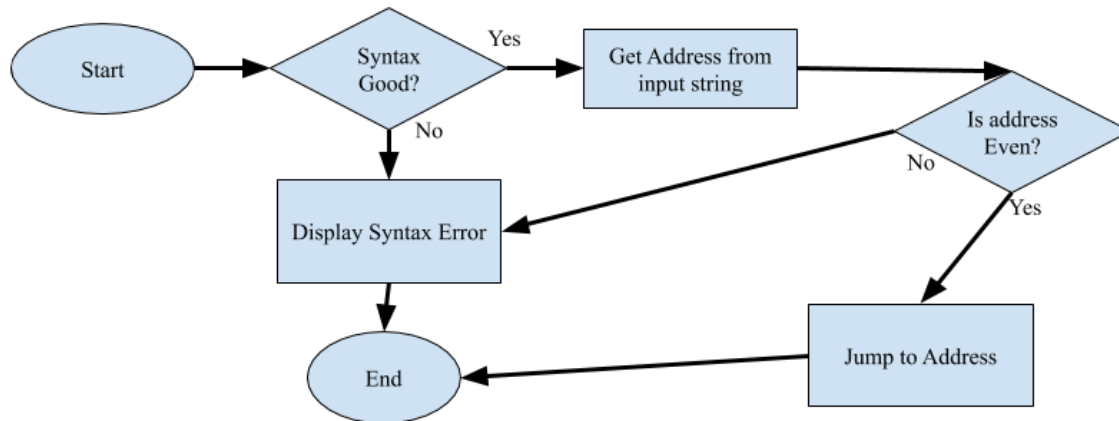 Start
Syntax
Good?
Yes
Get Address from
input string
No
Is address
Even?
No
Yes
Display Syntax Error
Jump to Address
End